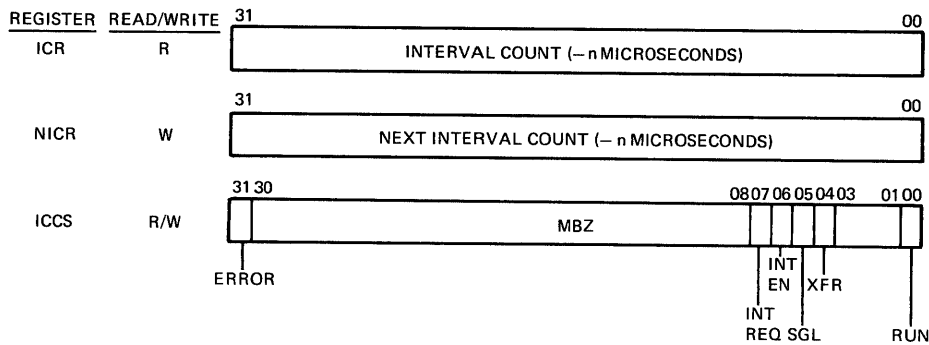 REGISTER READ/WRITE 31 00
ICR R INTERVAL COUNT (– n MICROSECONDS)
31 00
NICR W NEXT INTERVAL COUNT (– n MICROSECONDS)
31 30 08 07 06 05 04 03 01 00
ICCS R/W MBZ
ERROR INT EN XFR
INT REQ SGL RUN